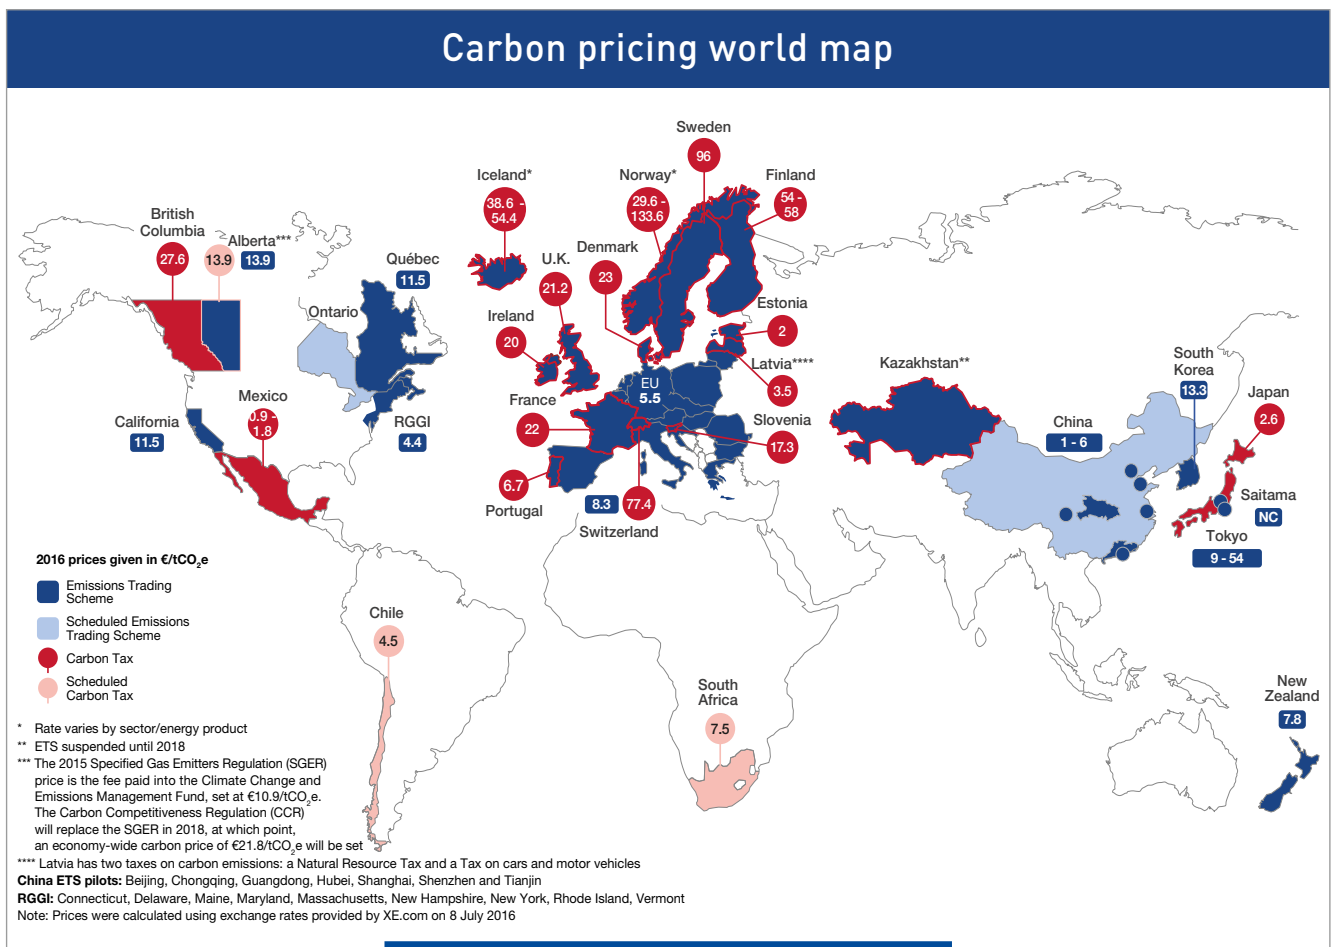 Carbon pricing world map
Sweden
96
Iceland*
38.6 -
54.4
Norway*
29.6 -
133.6
Finland
54 -
58
British
Columbia
27.6
Alberta***
13.9
13.9
Québec
11.5
U.K.
21.2
Denmark
23
Ontario
Ireland
20
Estonia
2
Latvia****
3.5
Kazakhstan**
South
Korea
13.3
Japan
2.6
EU
5.5
Mexico
0.9 -
1.8
California
11.5
RGGI
4.4
France
22
Slovenia
17.3
China
1 - 6
Portugal
6.7
8.3
77.4
Switzerland
Saitama
NC
Tokyo
9 - 54
2016 prices given in €/tCO2e
Emissions Trading
Scheme
Scheduled Emissions
Trading Scheme
Carbon Tax
Scheduled
Carbon Tax
Chile
4.5
South
Africa
7.5
New
Zealand
7.8
* Rate varies by sector/energy product
** ETS suspended until 2018
*** The 2015 Specified Gas Emitters Regulation (SGER)
price is the fee paid into the Climate Change and
Emissions Management Fund, set at €10.9/tCO2e.
The Carbon Competitiveness Regulation (CCR)
will replace the SGER in 2018, at which point,
an economy-wide carbon price of €21.8/tCO2e will be set
**** Latvia has two taxes on carbon emissions: a Natural Resource Tax and a Tax on cars and motor vehicles
China ETS pilots: Beijing, Chongqing, Guangdong, Hubei, Shanghai, Shenzhen and Tianjin
RGGI: Connecticut, Delaware, Maine, Maryland, Massachusetts, New Hampshire, New York, Rhode Island, Vermont
Note: Prices were calculated using exchange rates provided by XE.com on 8 July 2016